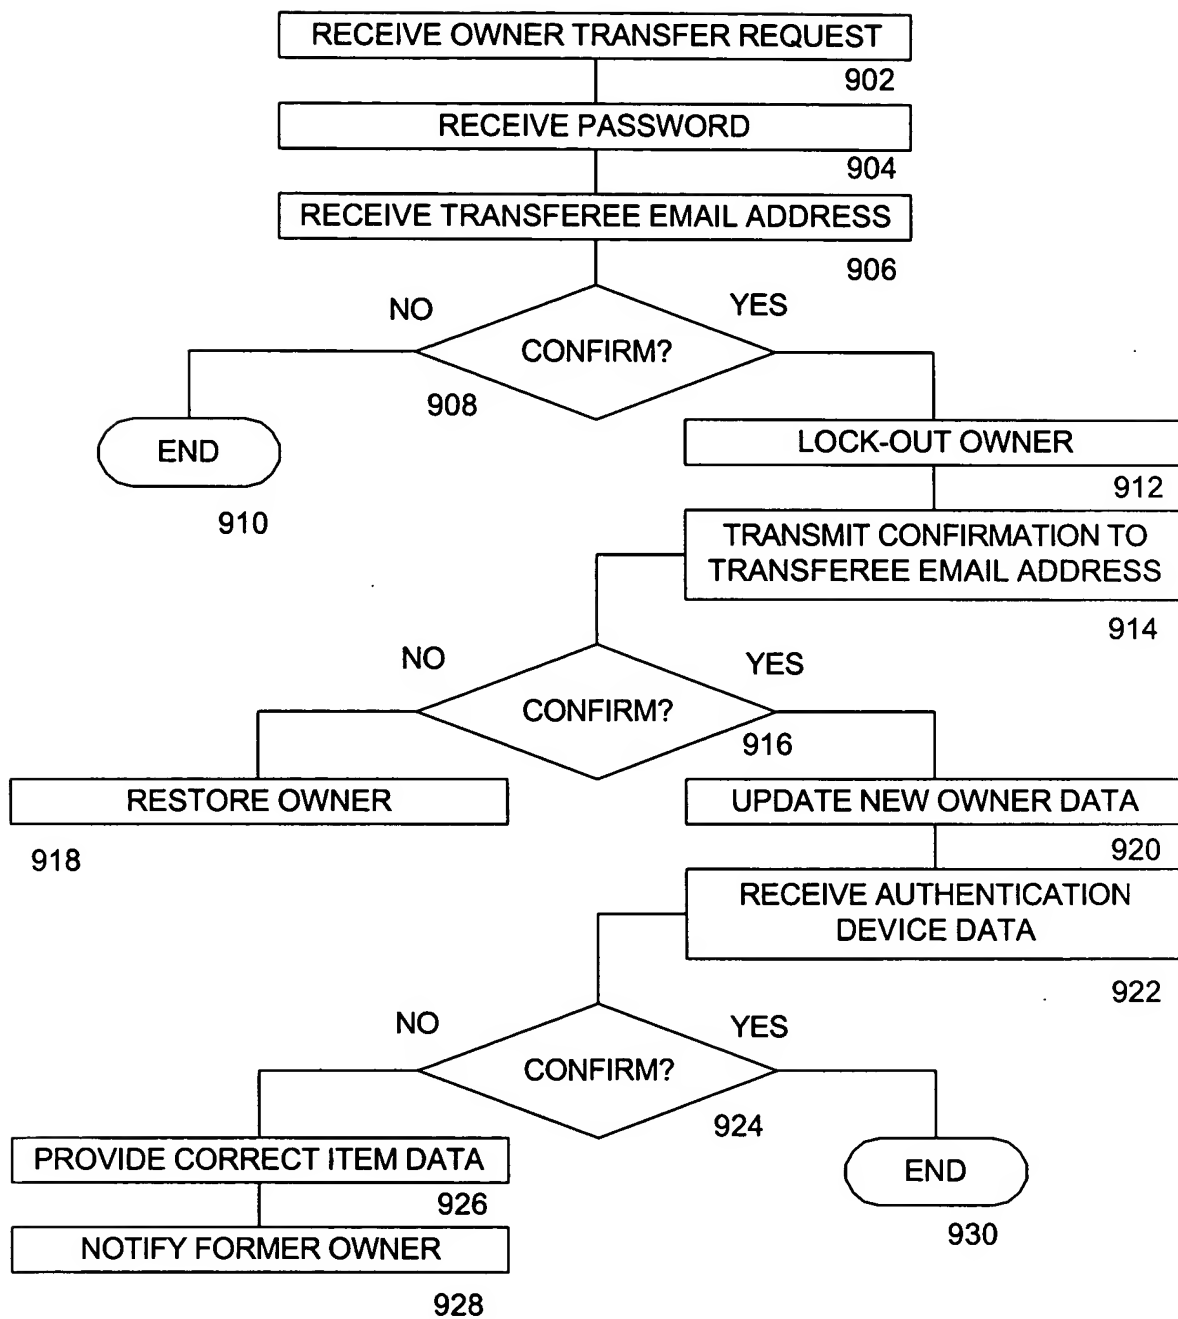 RECEIVE OWNER TRANSFER REQUEST
902
RECEIVE PASSWORD
904
RECEIVE TRANSFEREE EMAIL ADDRESS
906
NO
YES
CONFIRM?
908
END
910
LOCK-OUT OWNER
912
TRANSMIT CONFIRMATION TO
TRANSFEREE EMAIL ADDRESS
914
NO
YES
CONFIRM?
916
RESTORE OWNER
918
UPDATE NEW OWNER DATA
920
RECEIVE AUTHENTICATION
DEVICE DATA
922
NO
YES
CONFIRM?
924
PROVIDE CORRECT ITEM DATA
926
END
930
NOTIFY FORMER OWNER
928